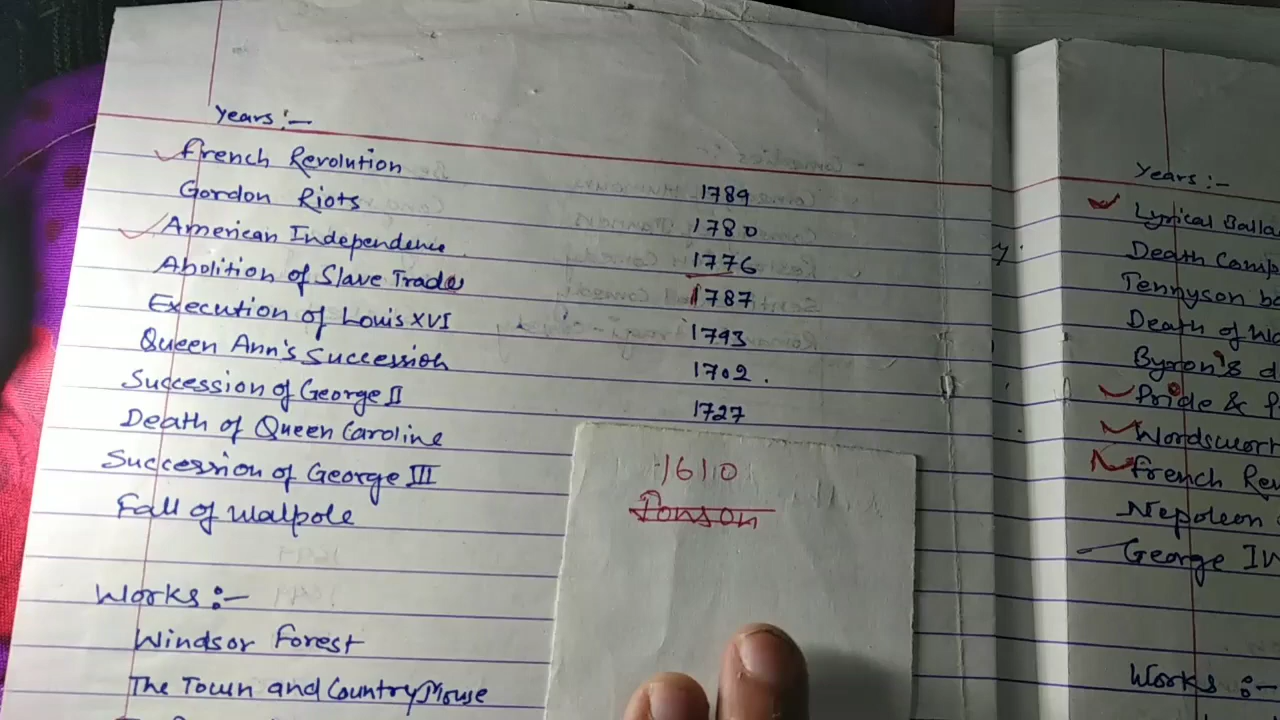 Years :-
French Revolution 1789
Gordon Riots 1780
American Independence 1776
Abolition of Slave Trade 1787
Execution of Louis XVI 1793
Queen Ann's Succession 1702.
Succession of George II 1727
Death of Queen Caroline
Succession of George III
Fall of Walpole
Works :-
Windsor Forest
The Town and Country Mouse
1610
Ponson
Years :-
Lyrical Balla
Death Comp
Tennyson
Death of
Byron's
Pride &
Wordswort
French Rev
Nepoleon
George IV
Works :-